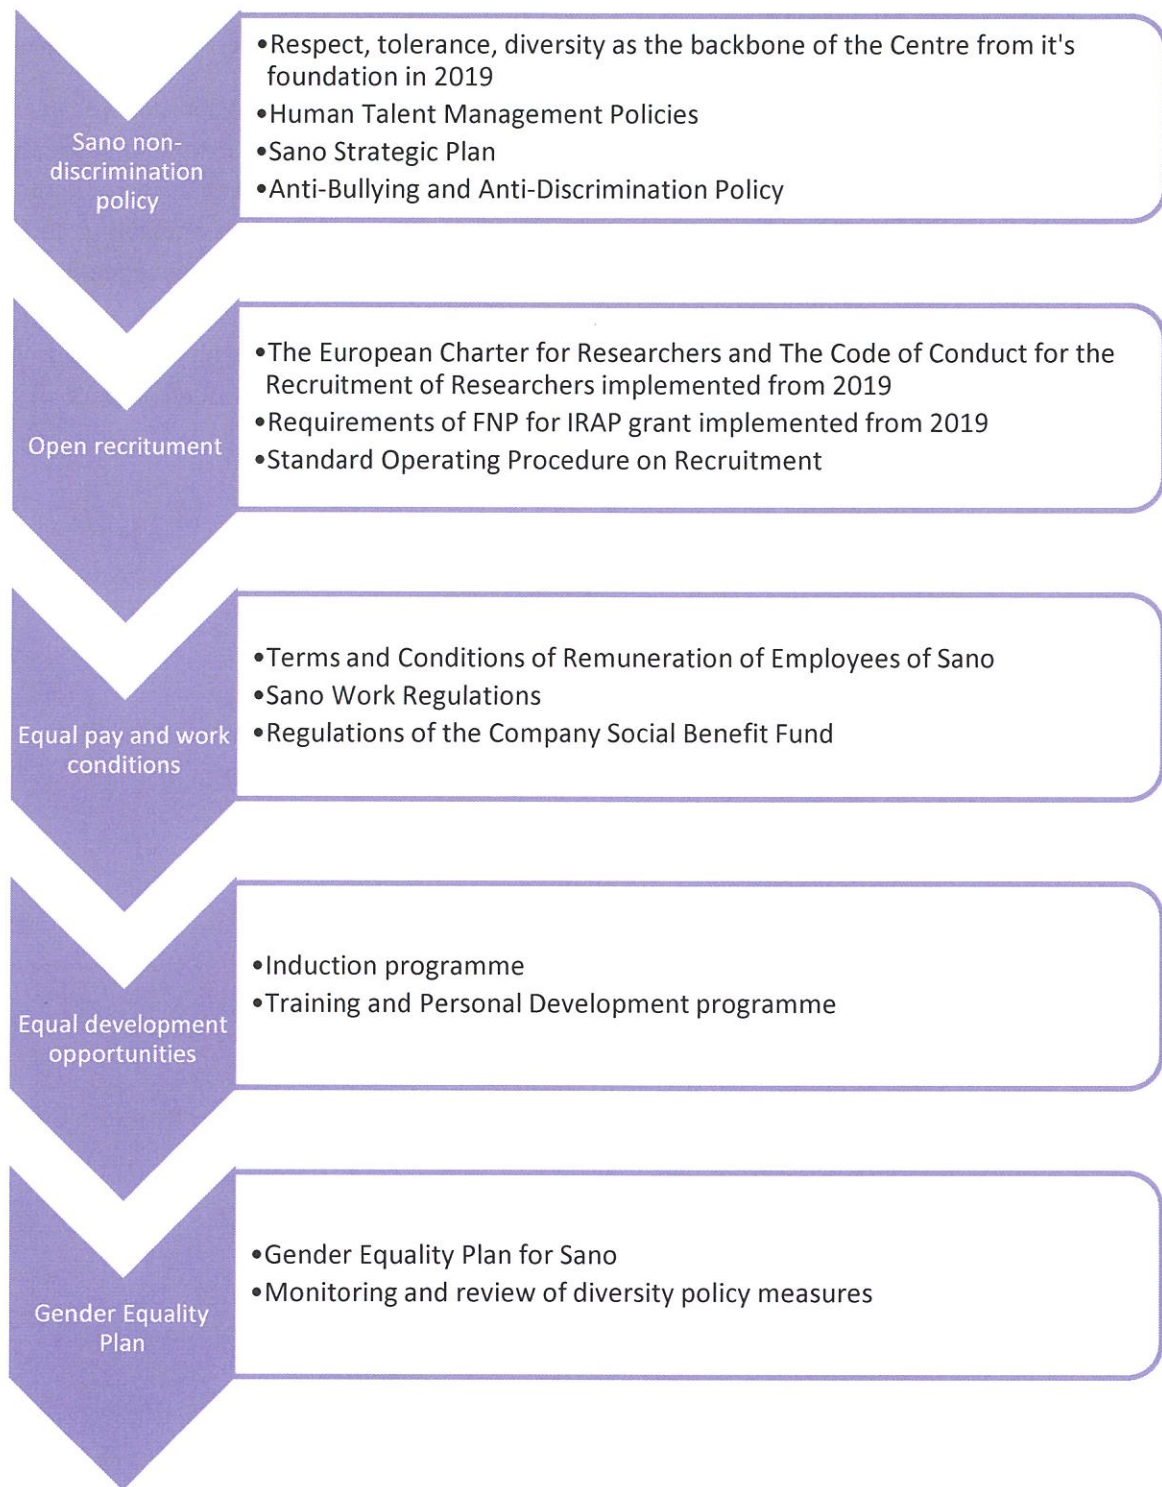 Sano non-
discrimination
policy
•Respect, tolerance, diversity as the backbone of the Centre from it's
foundation in 2019
•Human Talent Management Policies
•Sano Strategic Plan
•Anti-Bullying and Anti-Discrimination Policy
Open recritument
•The European Charter for Researchers and The Code of Conduct for the
Recruitment of Researchers implemented from 2019
•Requirements of FNP for IRAP grant implemented from 2019
•Standard Operating Procedure on Recruitment
Equal pay and work
conditions
•Terms and Conditions of Remuneration of Employees of Sano
•Sano Work Regulations
•Regulations of the Company Social Benefit Fund
Equal development
opportunities
•Induction programme
•Training and Personal Development programme
Gender Equality
Plan
•Gender Equality Plan for Sano
•Monitoring and review of diversity policy measures